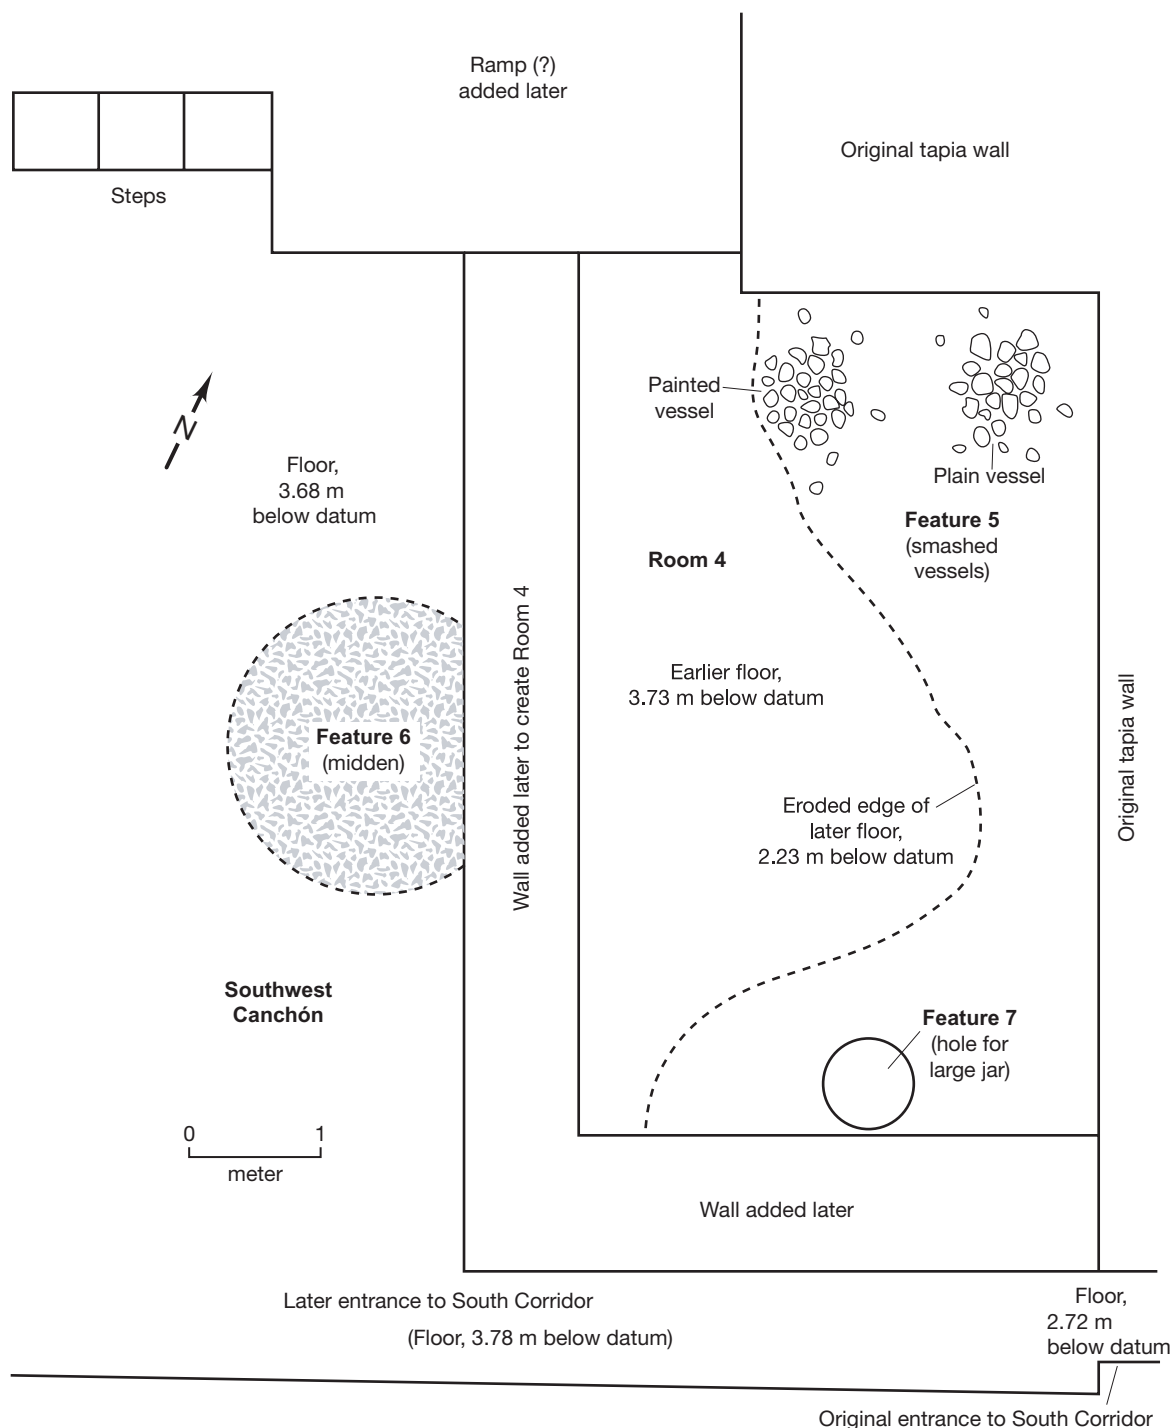 Ramp (?)
added later
Original tapia wall
Steps
N
Painted
vessel
Plain vessel
Floor,
3.68 m
below datum
Feature 5
(smashed
vessels)
Room 4
Wall added later to create Room 4
Earlier floor,
3.73 m below datum
Original tapia wall
Feature 6
(midden)
Eroded edge of
later floor,
2.23 m below datum
Southwest
Canchón
Feature 7
(hole for
large jar)
0 1
meter
Wall added later
Later entrance to South Corridor
(Floor, 3.78 m below datum)
Floor,
2.72 m
below datum
Original entrance to South Corridor